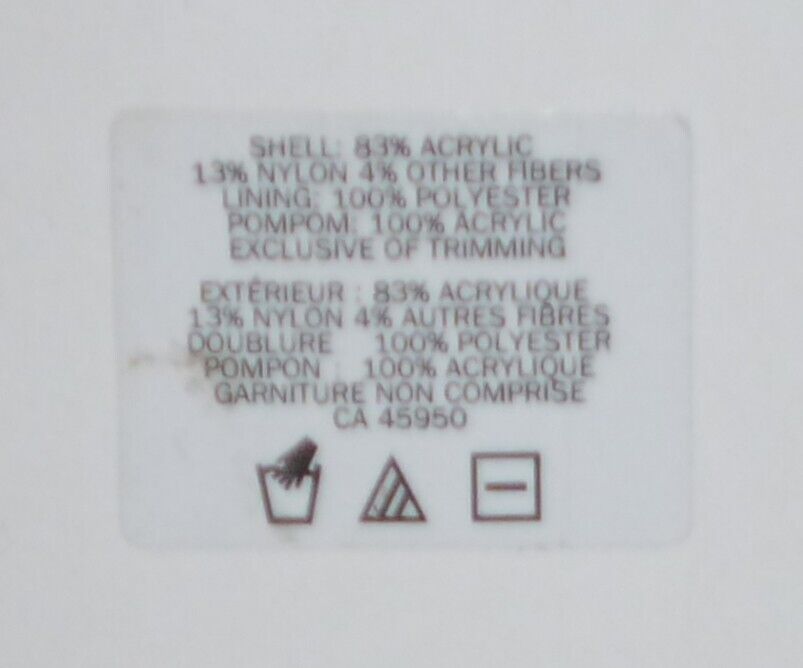 SHELL: 83% ACRYLIC
13% NYLON 4% OTHER FIBERS
LINING: 100% POLYESTER
POMPOM: 100% ACRYLIC
EXCLUSIVE OF TRIMMING
EXTÉRIEUR : 83% ACRYLIQUE
13% NYLON 4% AUTRES FIBRES
DOUBLURE 100% POLYESTER
POMPON : 100% ACRYLIQUE
GARNITURE NON COMPRISE
CA 45950